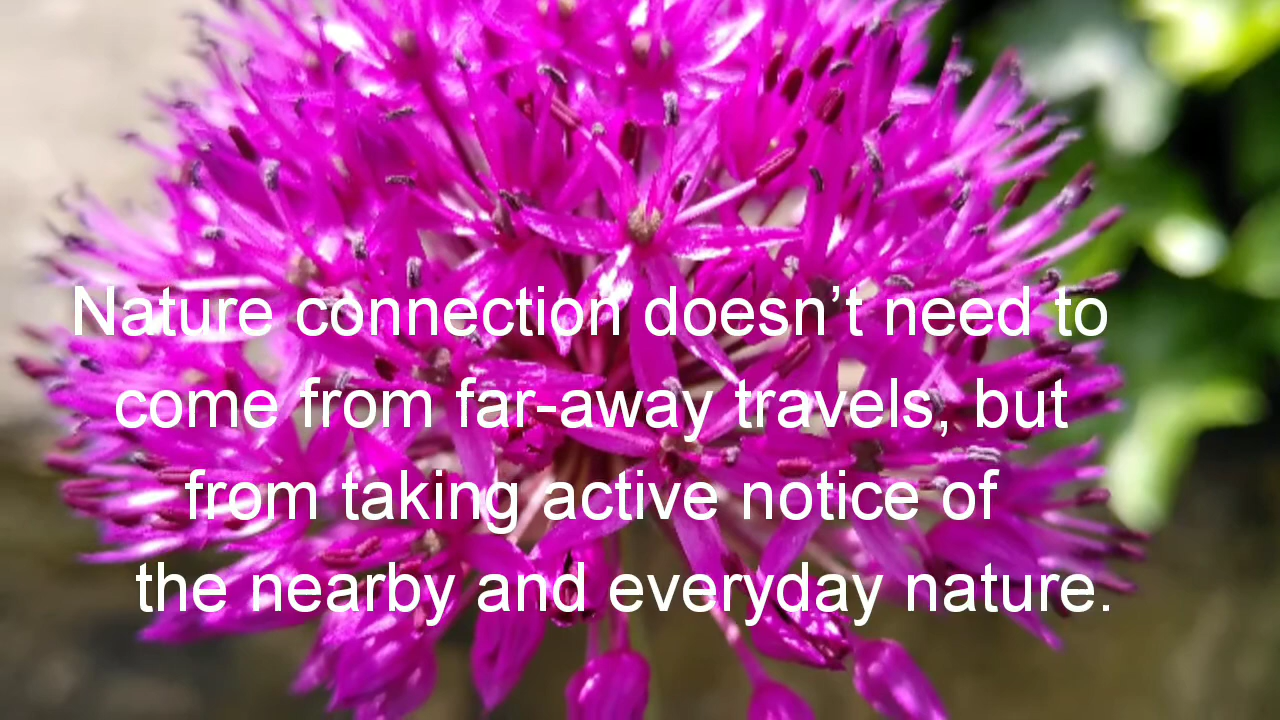 Nature connection doesn’t need to
come from far-away travels, but
from taking active notice of
the nearby and everyday nature.